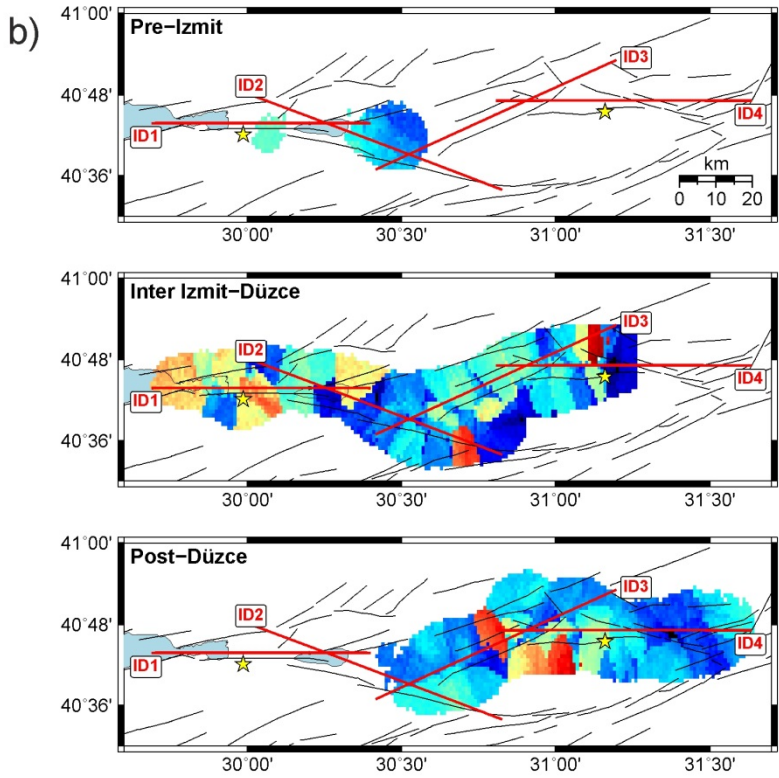 b)
Pre-Izmit
41°00'
40°48'
40°36'
ID1
ID2
ID3
ID4
km
0 10 20
30°00' 30°30' 31°00' 31°30'
Inter Izmit-Düzce
41°00'
40°48'
40°36'
ID1
ID2
ID3
ID4
30°00' 30°30' 31°00' 31°30'
Post-Düzce
41°00'
40°48'
40°36'
ID1
ID2
ID3
ID4
30°00' 30°30' 31°00' 31°30'